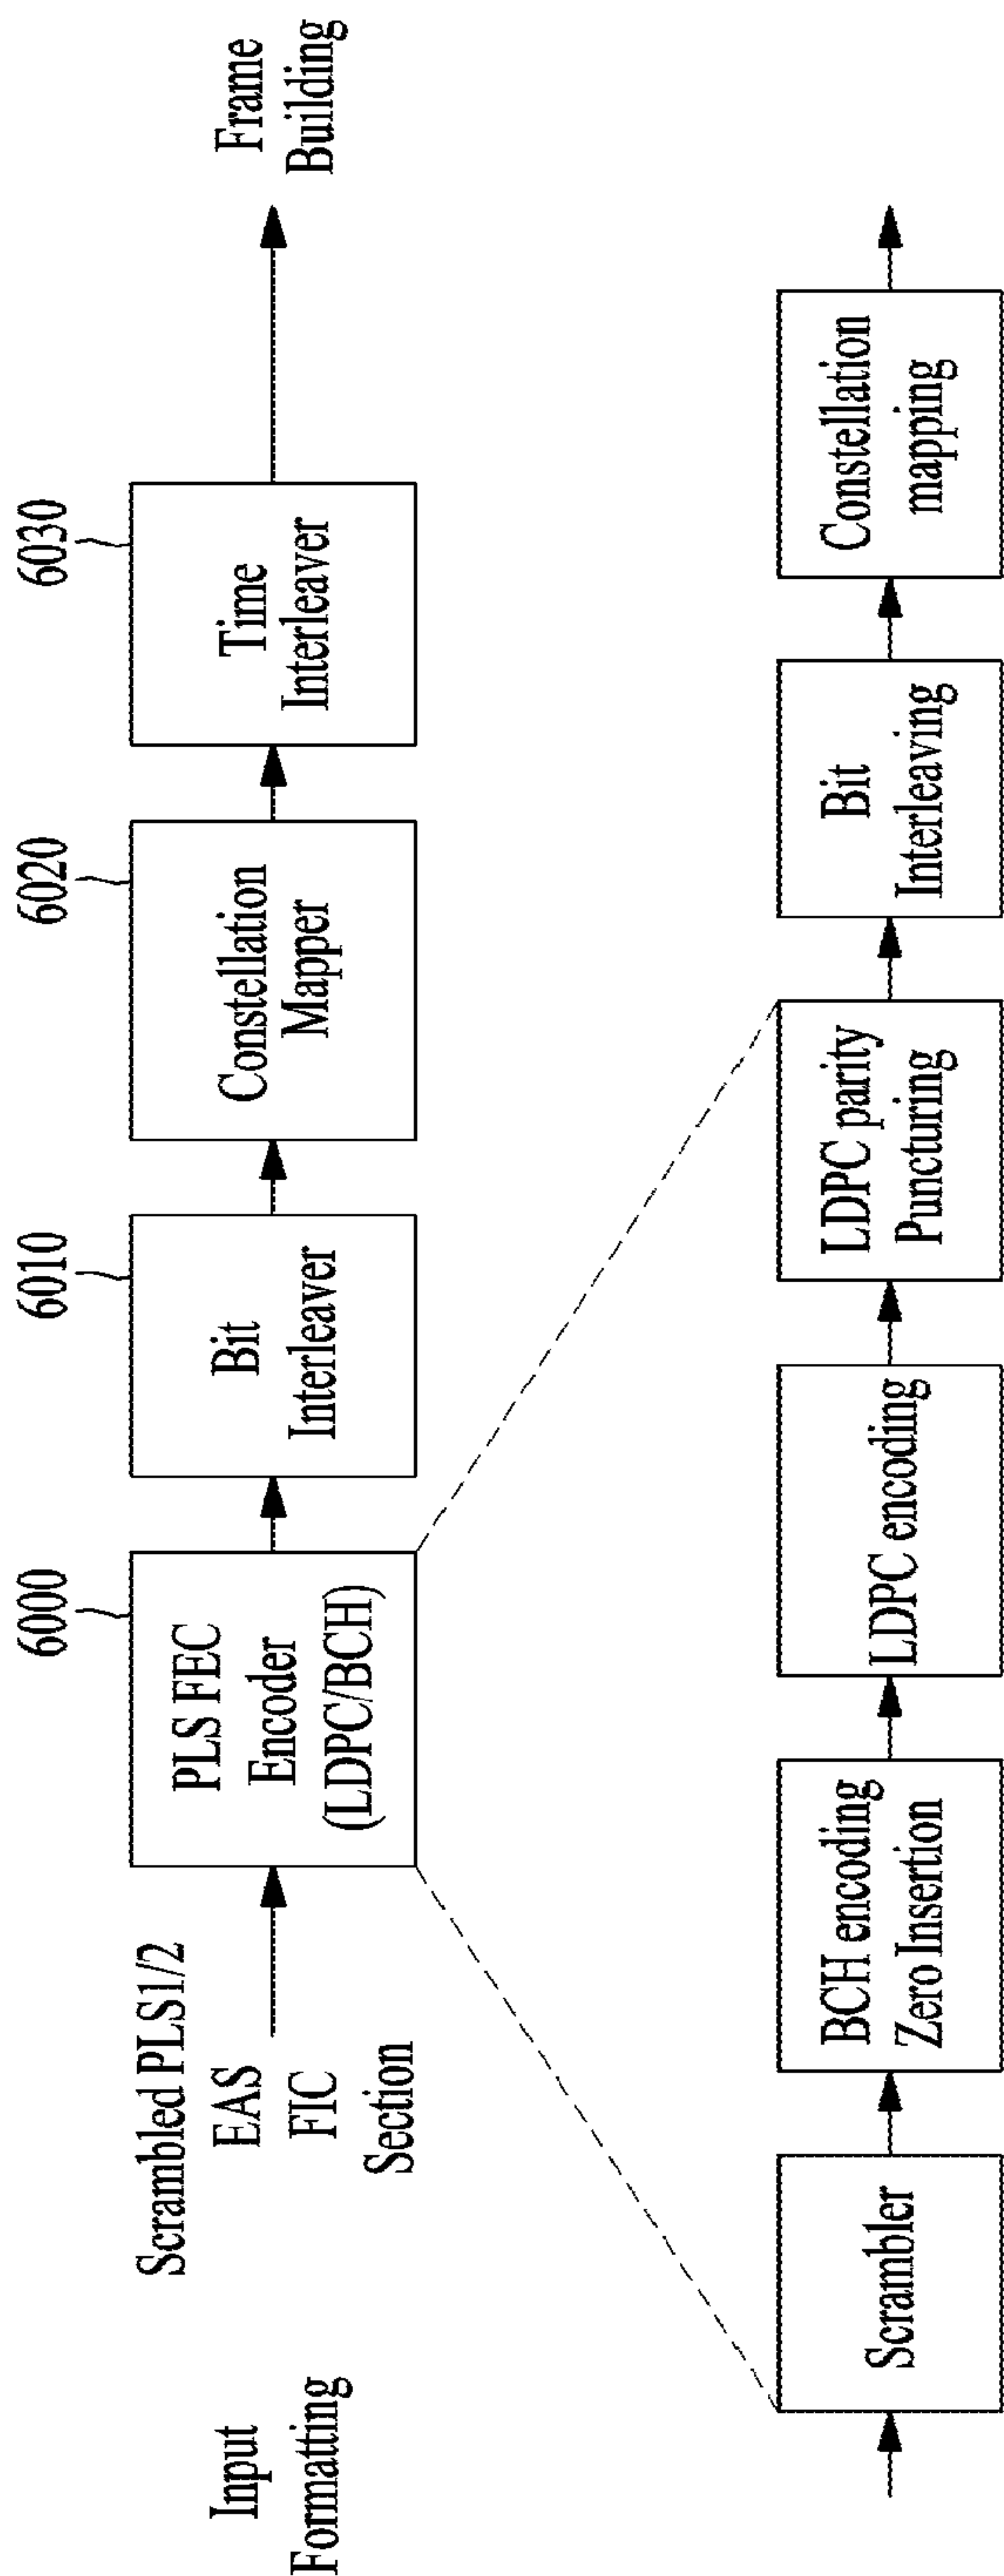 Input
Formatting
Scrambled PLS1/2
EAS
FIC
Section
6000
PLS FEC
Encoder
(LDPC/BCH)
6010
Bit
Interleaver
6020
Constellation
Mapper
6030
Time
Interleaver
Frame
Building
Scrambler
BCH encoding
Zero Insertion
LDPC encoding
LDPC parity
Puncturing
Bit
Interleaving
Constellation
mapping